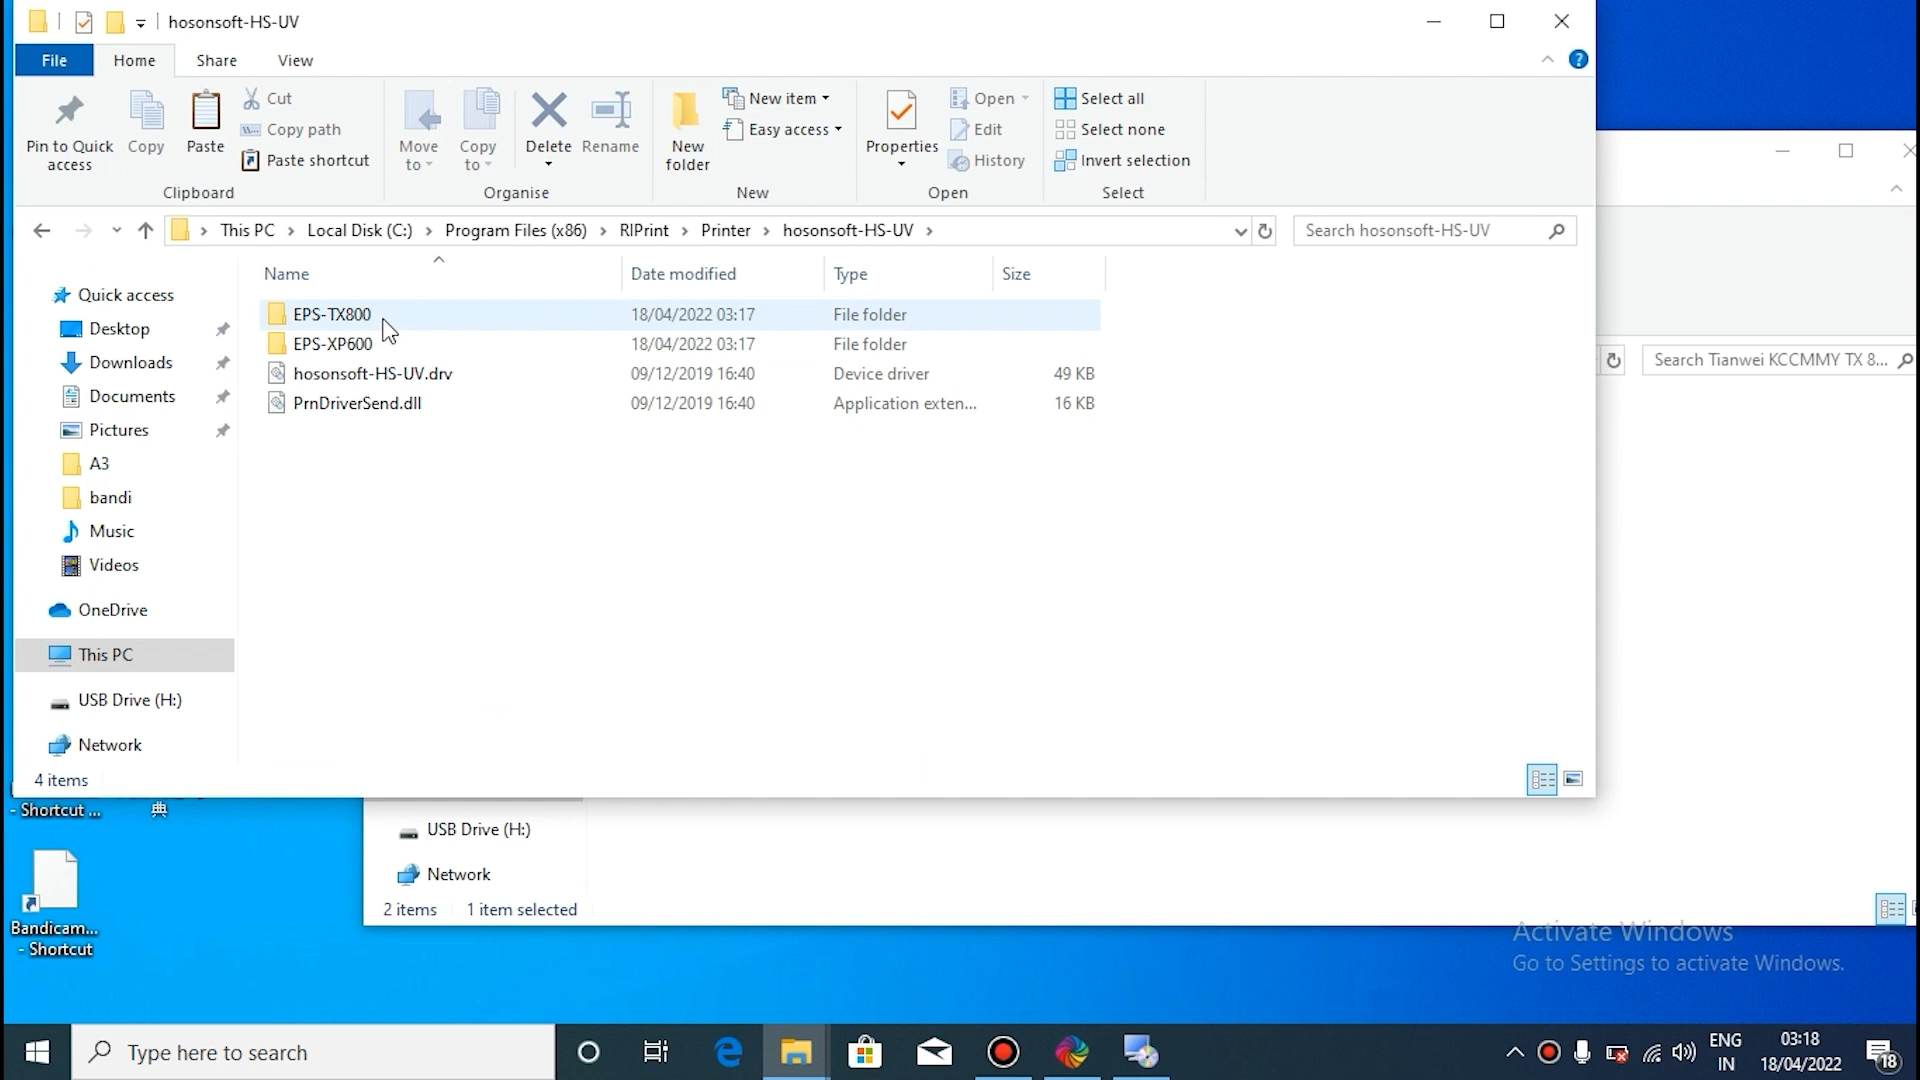 hosonsoft-HS-UV
File
Home
Share
View
Pin to Quick access
Copy
Paste
Cut
Copy path
Paste shortcut
Clipboard
Move to
Copy to
Delete
Rename
Organise
New folder
New item
Easy access
New
Properties
Open
Edit
History
Open
Select all
Select none
Invert selection
Select
This PC
Local Disk (C:)
Program Files (x86)
RIPrint
Printer
hosonsoft-HS-UV
Search hosonsoft-HS-UV
Name
Date modified
Type
Size
EPS-TX800 18/04/2022 03:17 File folder
EPS-XP600 18/04/2022 03:17 File folder
hosonsoft-HS-UV.drv 09/12/2019 16:40 Device driver 49 KB
PrnDriverSend.dll 09/12/2019 16:40 Application exten... 16 KB
Quick access
Desktop
Downloads
Documents
Pictures
A3
bandi
Music
Videos
OneDrive
This PC
USB Drive (H:)
Network
4 items
Search Tianwei KCCMMY TX 8...
- Shortcut ...
典
USB Drive (H:)
Network
2 items 1 item selected
Bandicam...
- Shortcut
Activate Windows
Go to Settings to activate Windows.
Type here to search
ENG
IN
03:18
18/04/2022
18